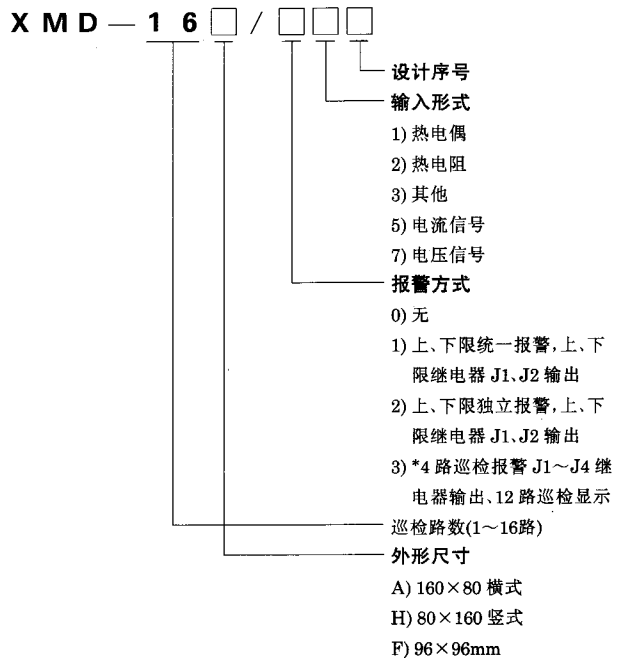 XMD—16□/□□□
设计序号
输入形式
1) 热电偶
2) 热电阻
3) 其他
5) 电流信号
7) 电压信号
报警方式
0) 无
1) 上、下限统一报警,上、下
限继电器 J1、J2 输出
2) 上、下限独立报警,上、下
限继电器 J1、J2 输出
3) *4 路巡检报警 J1～J4 继
电器输出、12 路巡检显示
巡检路数(1～16路)
外形尺寸
A) 160×80 横式
H) 80×160 竖式
F) 96×96mm